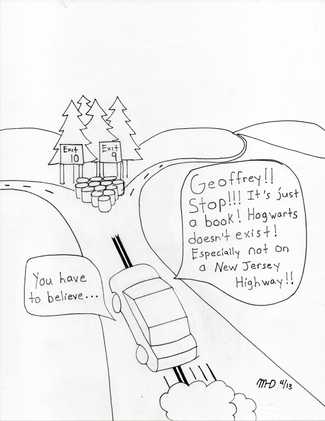 Exit
10
Exit
9
Geoffrey!!
Stop!!! It's just
a book! Hogwarts
doesn't exist!
Especially not on
a New Jersey
Highway!!
You have
to believe...
MHD 4/13